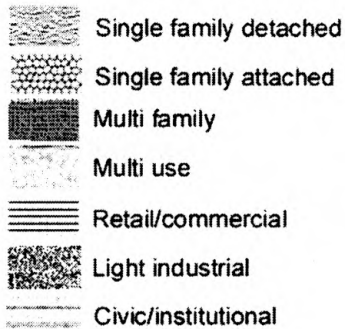 Single family detached
Single family attached
Multi family
Multi use
Retail/commercial
Light industrial
Civic/institutional